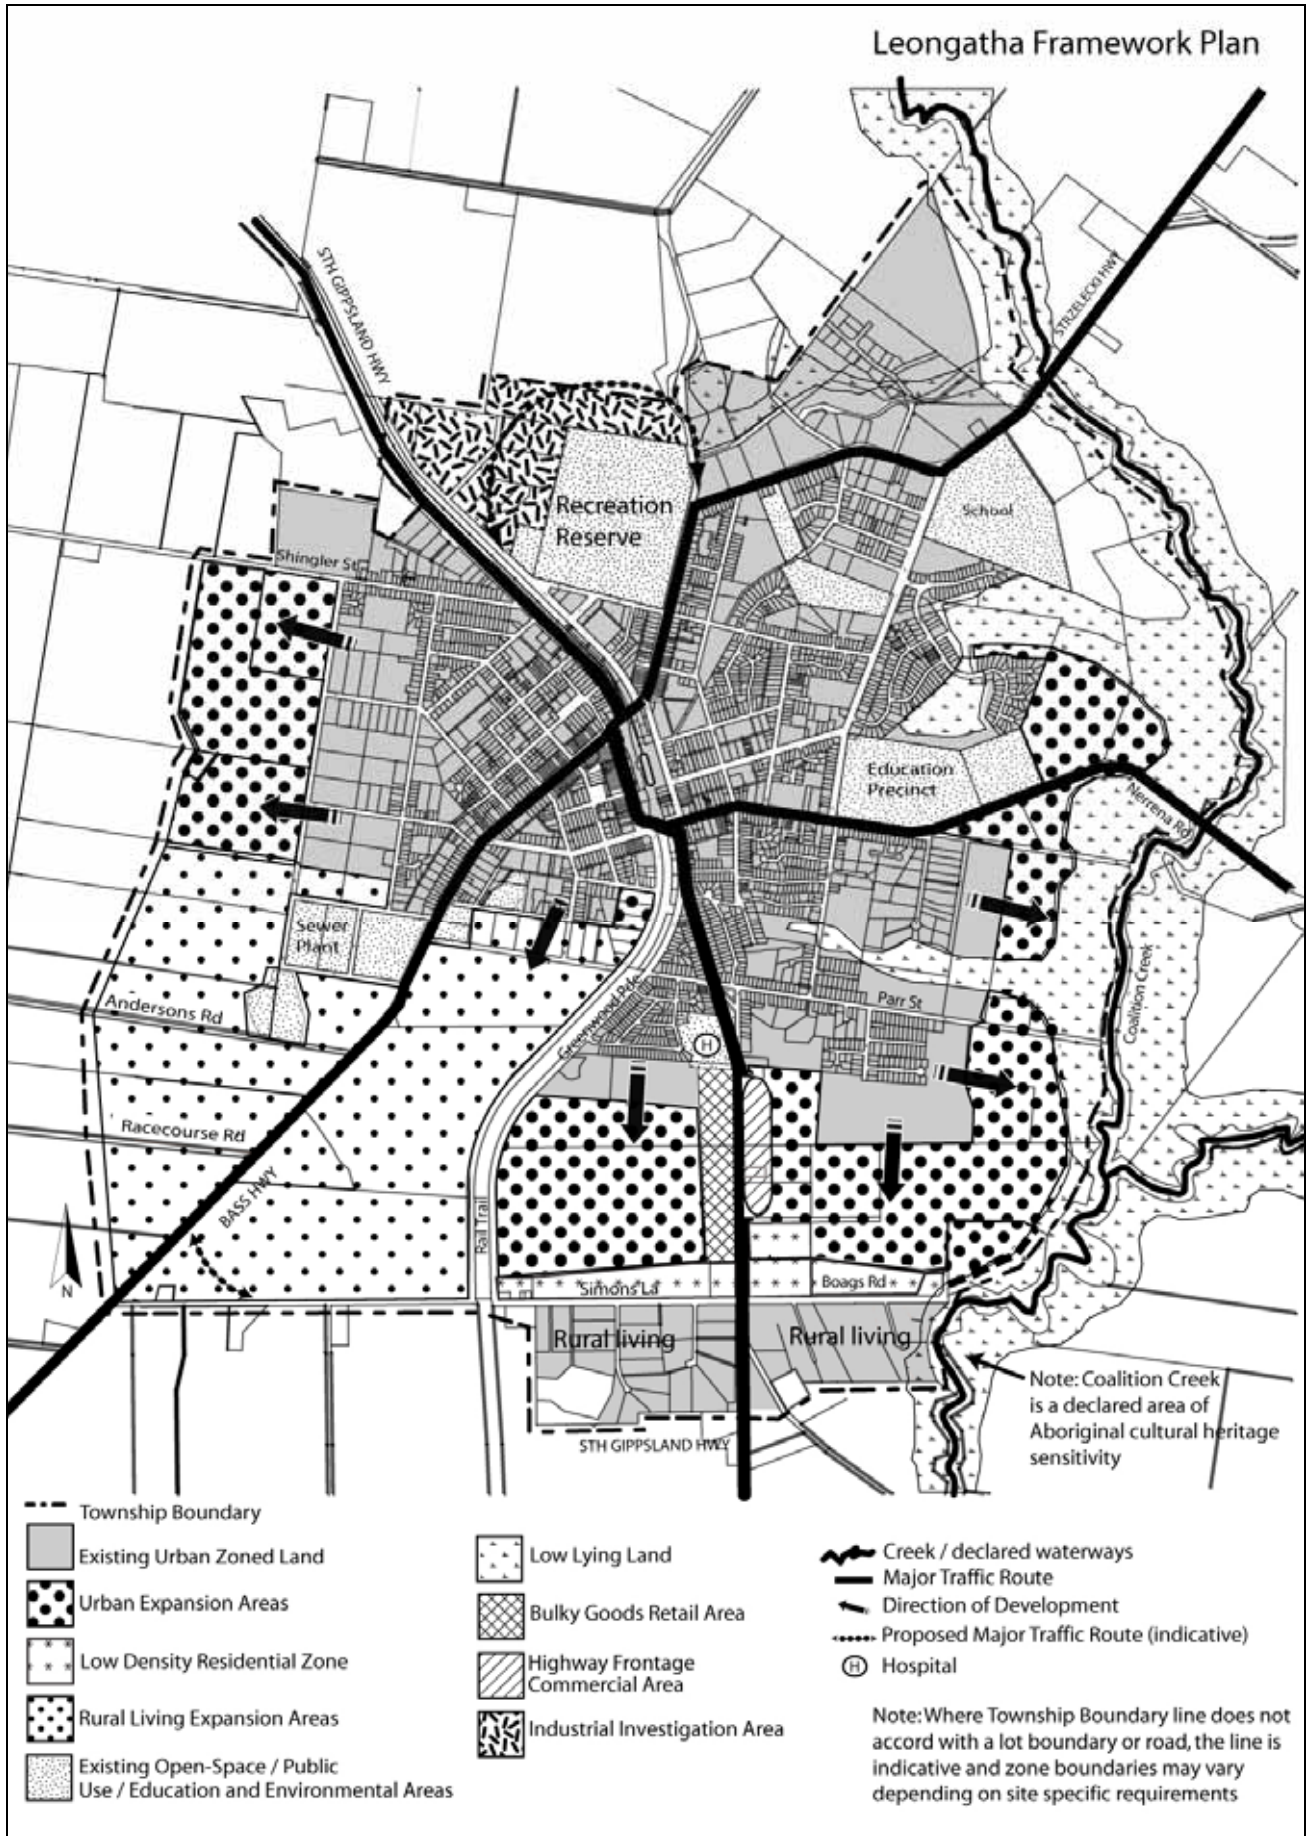 Leongatha Framework Plan
STH GIPPSLAND HWY
STRZELECKI HWY
Recreation
Reserve
School
Shingler St
Education
Precinct
Nerrena Rd
Sewer
Plant
Coalition Creek
Andersons Rd
Parr St
Greenwood Pde
H
Racecourse Rd
BASS HWY
Rail Trail
N
Simons La
Boags Rd
Rural living
Rural living
Note: Coalition Creek
is a declared area of
Aboriginal cultural heritage
sensitivity
STH GIPPSLAND HWY
Township Boundary
Existing Urban Zoned Land
Urban Expansion Areas
Low Density Residential Zone
Rural Living Expansion Areas
Existing Open-Space / Public
Use / Education and Environmental Areas
Low Lying Land
Bulky Goods Retail Area
Highway Frontage
Commercial Area
Industrial Investigation Area
Creek / declared waterways
Major Traffic Route
Direction of Development
Proposed Major Traffic Route (indicative)
H Hospital
Note: Where Township Boundary line does not
accord with a lot boundary or road, the line is
indicative and zone boundaries may vary
depending on site specific requirements